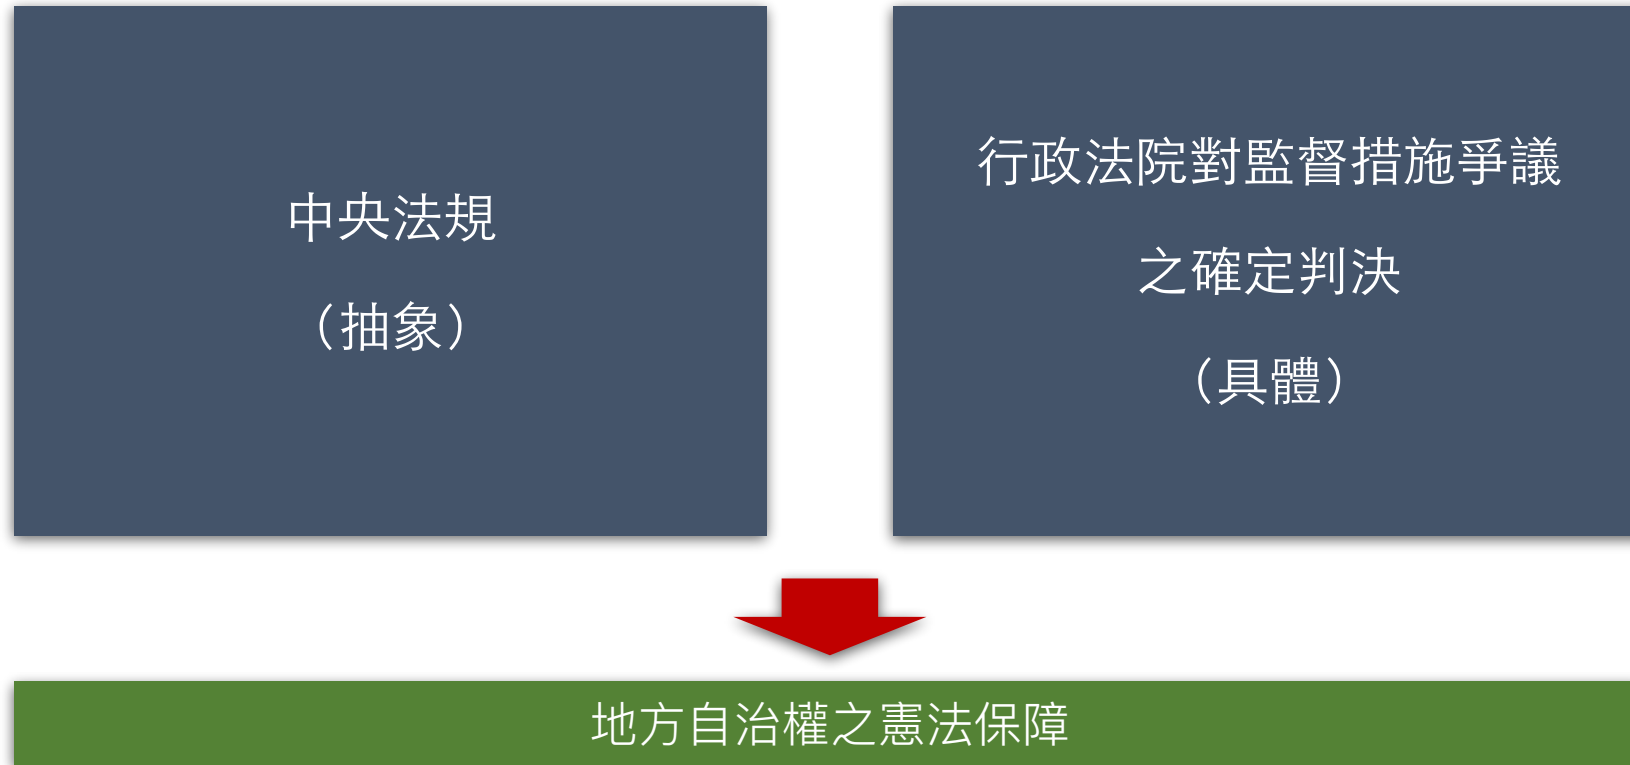 中央法規
（抽象）
行政法院對監督措施爭議
之確定判決
（具體）
地方自治權之憲法保障